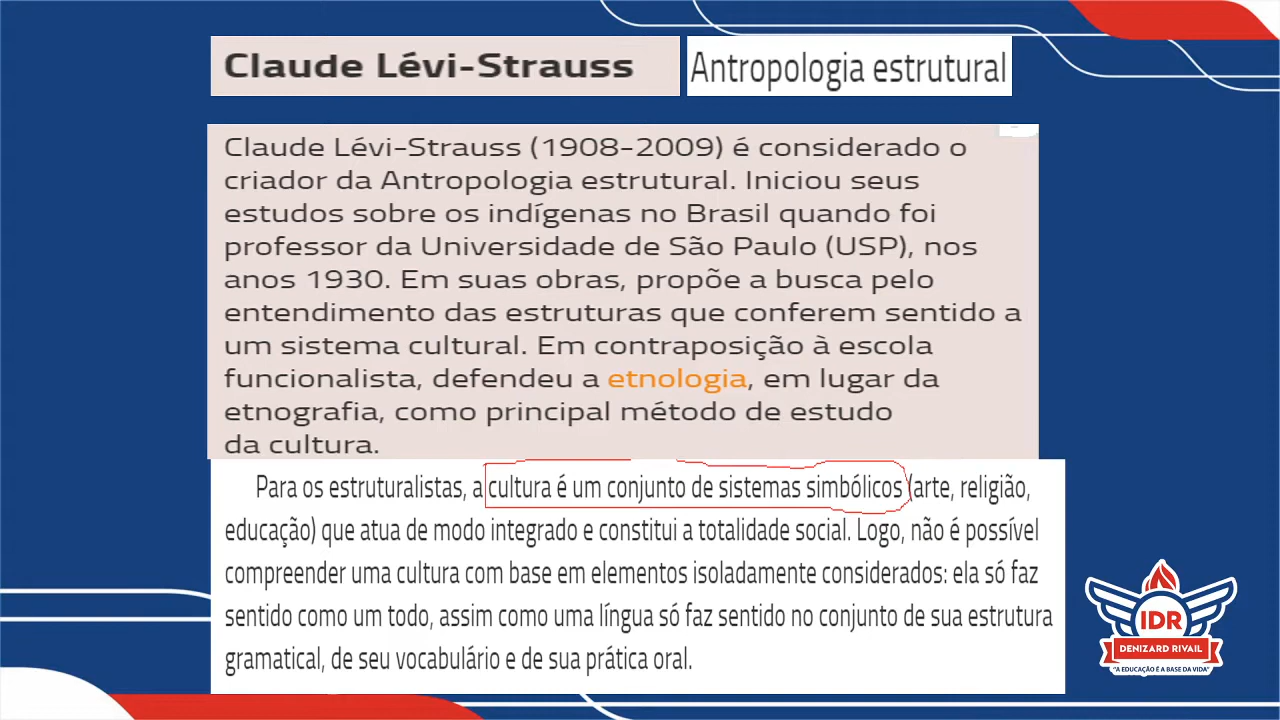 Claude Lévi-Strauss
Antropologia estrutural
Claude Lévi-Strauss (1908-2009) é considerado o
criador da Antropologia estrutural. Iniciou seus
estudos sobre os indígenas no Brasil quando foi
professor da Universidade de São Paulo (USP), nos
anos 1930. Em suas obras, propõe a busca pelo
entendimento das estruturas que conferem sentido a
um sistema cultural. Em contraposição à escola
funcionalista, defendeu a etnologia, em lugar da
etnografia, como principal método de estudo
da cultura.
Para os estruturalistas, a cultura é um conjunto de sistemas simbólicos (arte, religião,
educação) que atua de modo integrado e constitui a totalidade social. Logo, não é possível
compreender uma cultura com base em elementos isoladamente considerados: ela só faz
sentido como um todo, assim como uma língua só faz sentido no conjunto de sua estrutura
gramatical, de seu vocabulário e de sua prática oral.
IDR
DENIZARD RIVAIL
"A EDUCAÇÃO É A BASE DA VIDA"